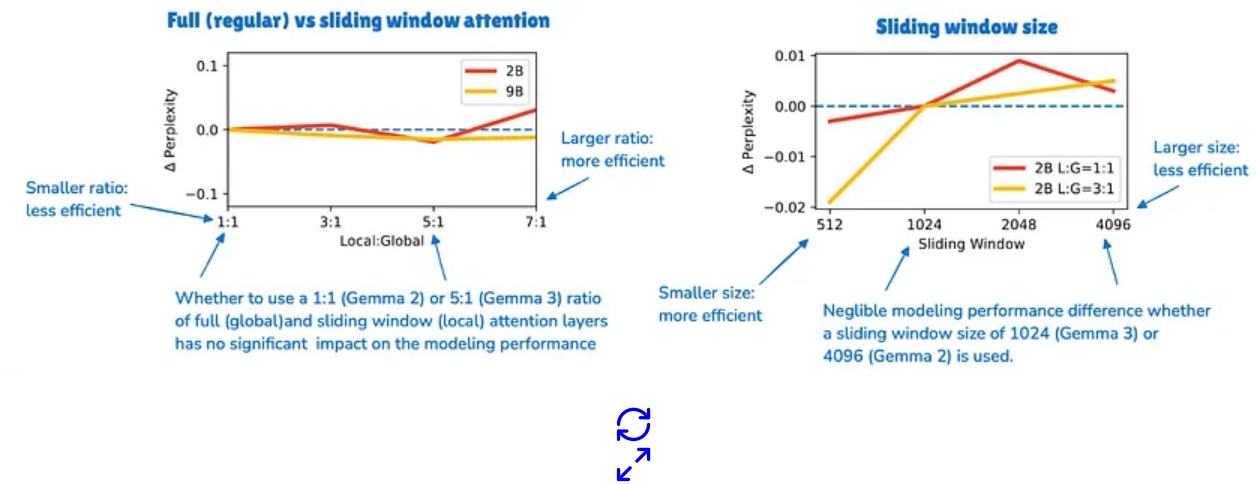 Full (regular) vs sliding window attention
0.1
0.0
−0.1
Δ Perplexity
2B
9B
1:1
3:1
5:1
7:1
Local:Global
Smaller ratio:
less efficient
Larger ratio:
more efficient
Whether to use a 1:1 (Gemma 2) or 5:1 (Gemma 3) ratio
of full (global)and sliding window (local) attention layers
has no significant impact on the modeling performance
Sliding window size
0.01
0.00
−0.01
−0.02
Δ Perplexity
2B L:G=1:1
2B L:G=3:1
512
1024
2048
4096
Sliding Window
Larger size:
less efficient
Smaller size:
more efficient
Neglible modeling performance difference whether
a sliding window size of 1024 (Gemma 3) or
4096 (Gemma 2) is used.